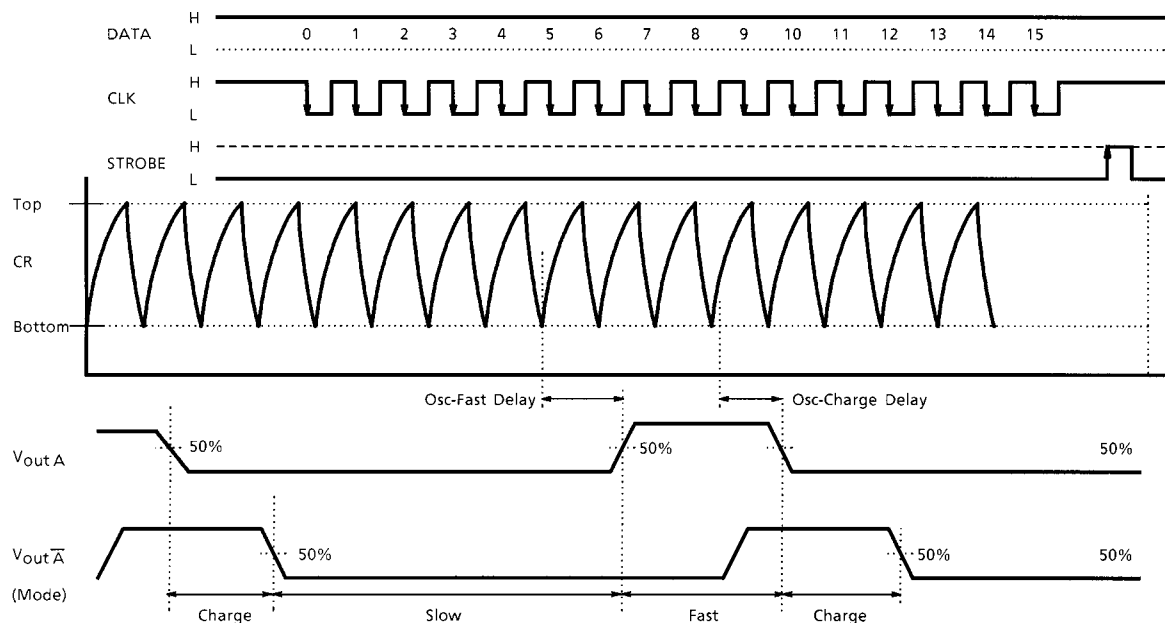 H
DATA 0 1 2 3 4 5 6 7 8 9 10 11 12 13 14 15
L
H
CLK
L
H
STROBE
L
Top
CR
Bottom
Osc-Fast Delay Osc-Charge Delay
Vout A 50% 50% 50%
Vout A̅ 50% 50% 50%
(Mode)
Charge Slow Fast Charge